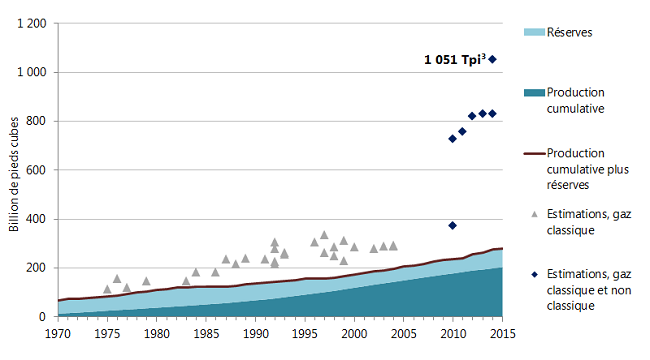 1 200
1 000
800
600
400
200
0
Billion de pieds cubes
1 051 Tpi³
1970
1975
1980
1985
1990
1995
2000
2005
2010
2015
Réserves
Production
cumulative
Production
cumulative plus
réserves
Estimations, gaz
classique
Estimations, gaz
classique et non
classique